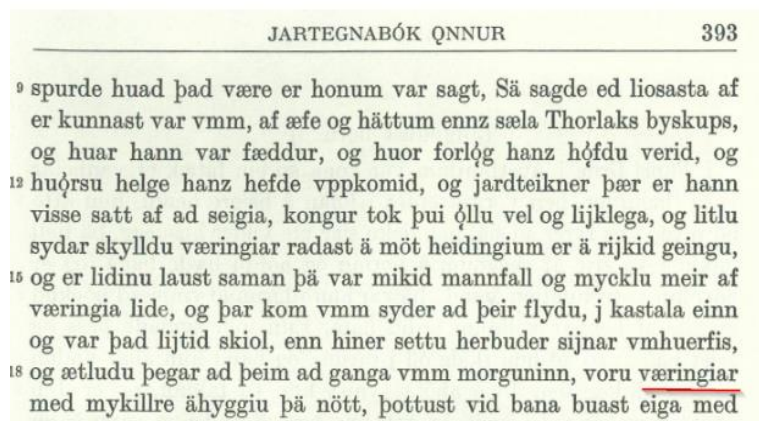 JARTEGNABÓK ǪNNUR 393
9 spurde huad þad være er honum var sagt, Sä sagde ed liosasta af
er kunnast var vmm, af æfe og hättum ennz sæla Thorlaks byskups,
og huar hann var fæddur, og huor forlǫ́g hanz hǫ́fdu verid, og
12 huǫ́rsu helge hanz hefde vppkomid, og jardteikner þær er hann
visse satt af ad seigia, kongur tok þui ǫ́llu vel og lijklega, og litlu
sydar skylldu væringiar radast ä möt heidingium er ä rijkid geingu,
15 og er lidinu laust saman þä var mikid mannfall og mycklu meir af
væringia lide, og þar kom vmm syder ad þeir flydu, j kastala einn
og var þad lijtid skiol, enn hiner settu herbuder sijnar vmhuerfis,
18 og ætludu þegar ad þeim ad ganga vmm morguninn, voru væringiar
med mykillre ähyggiu þä nött, þottust vid bana buast eiga med